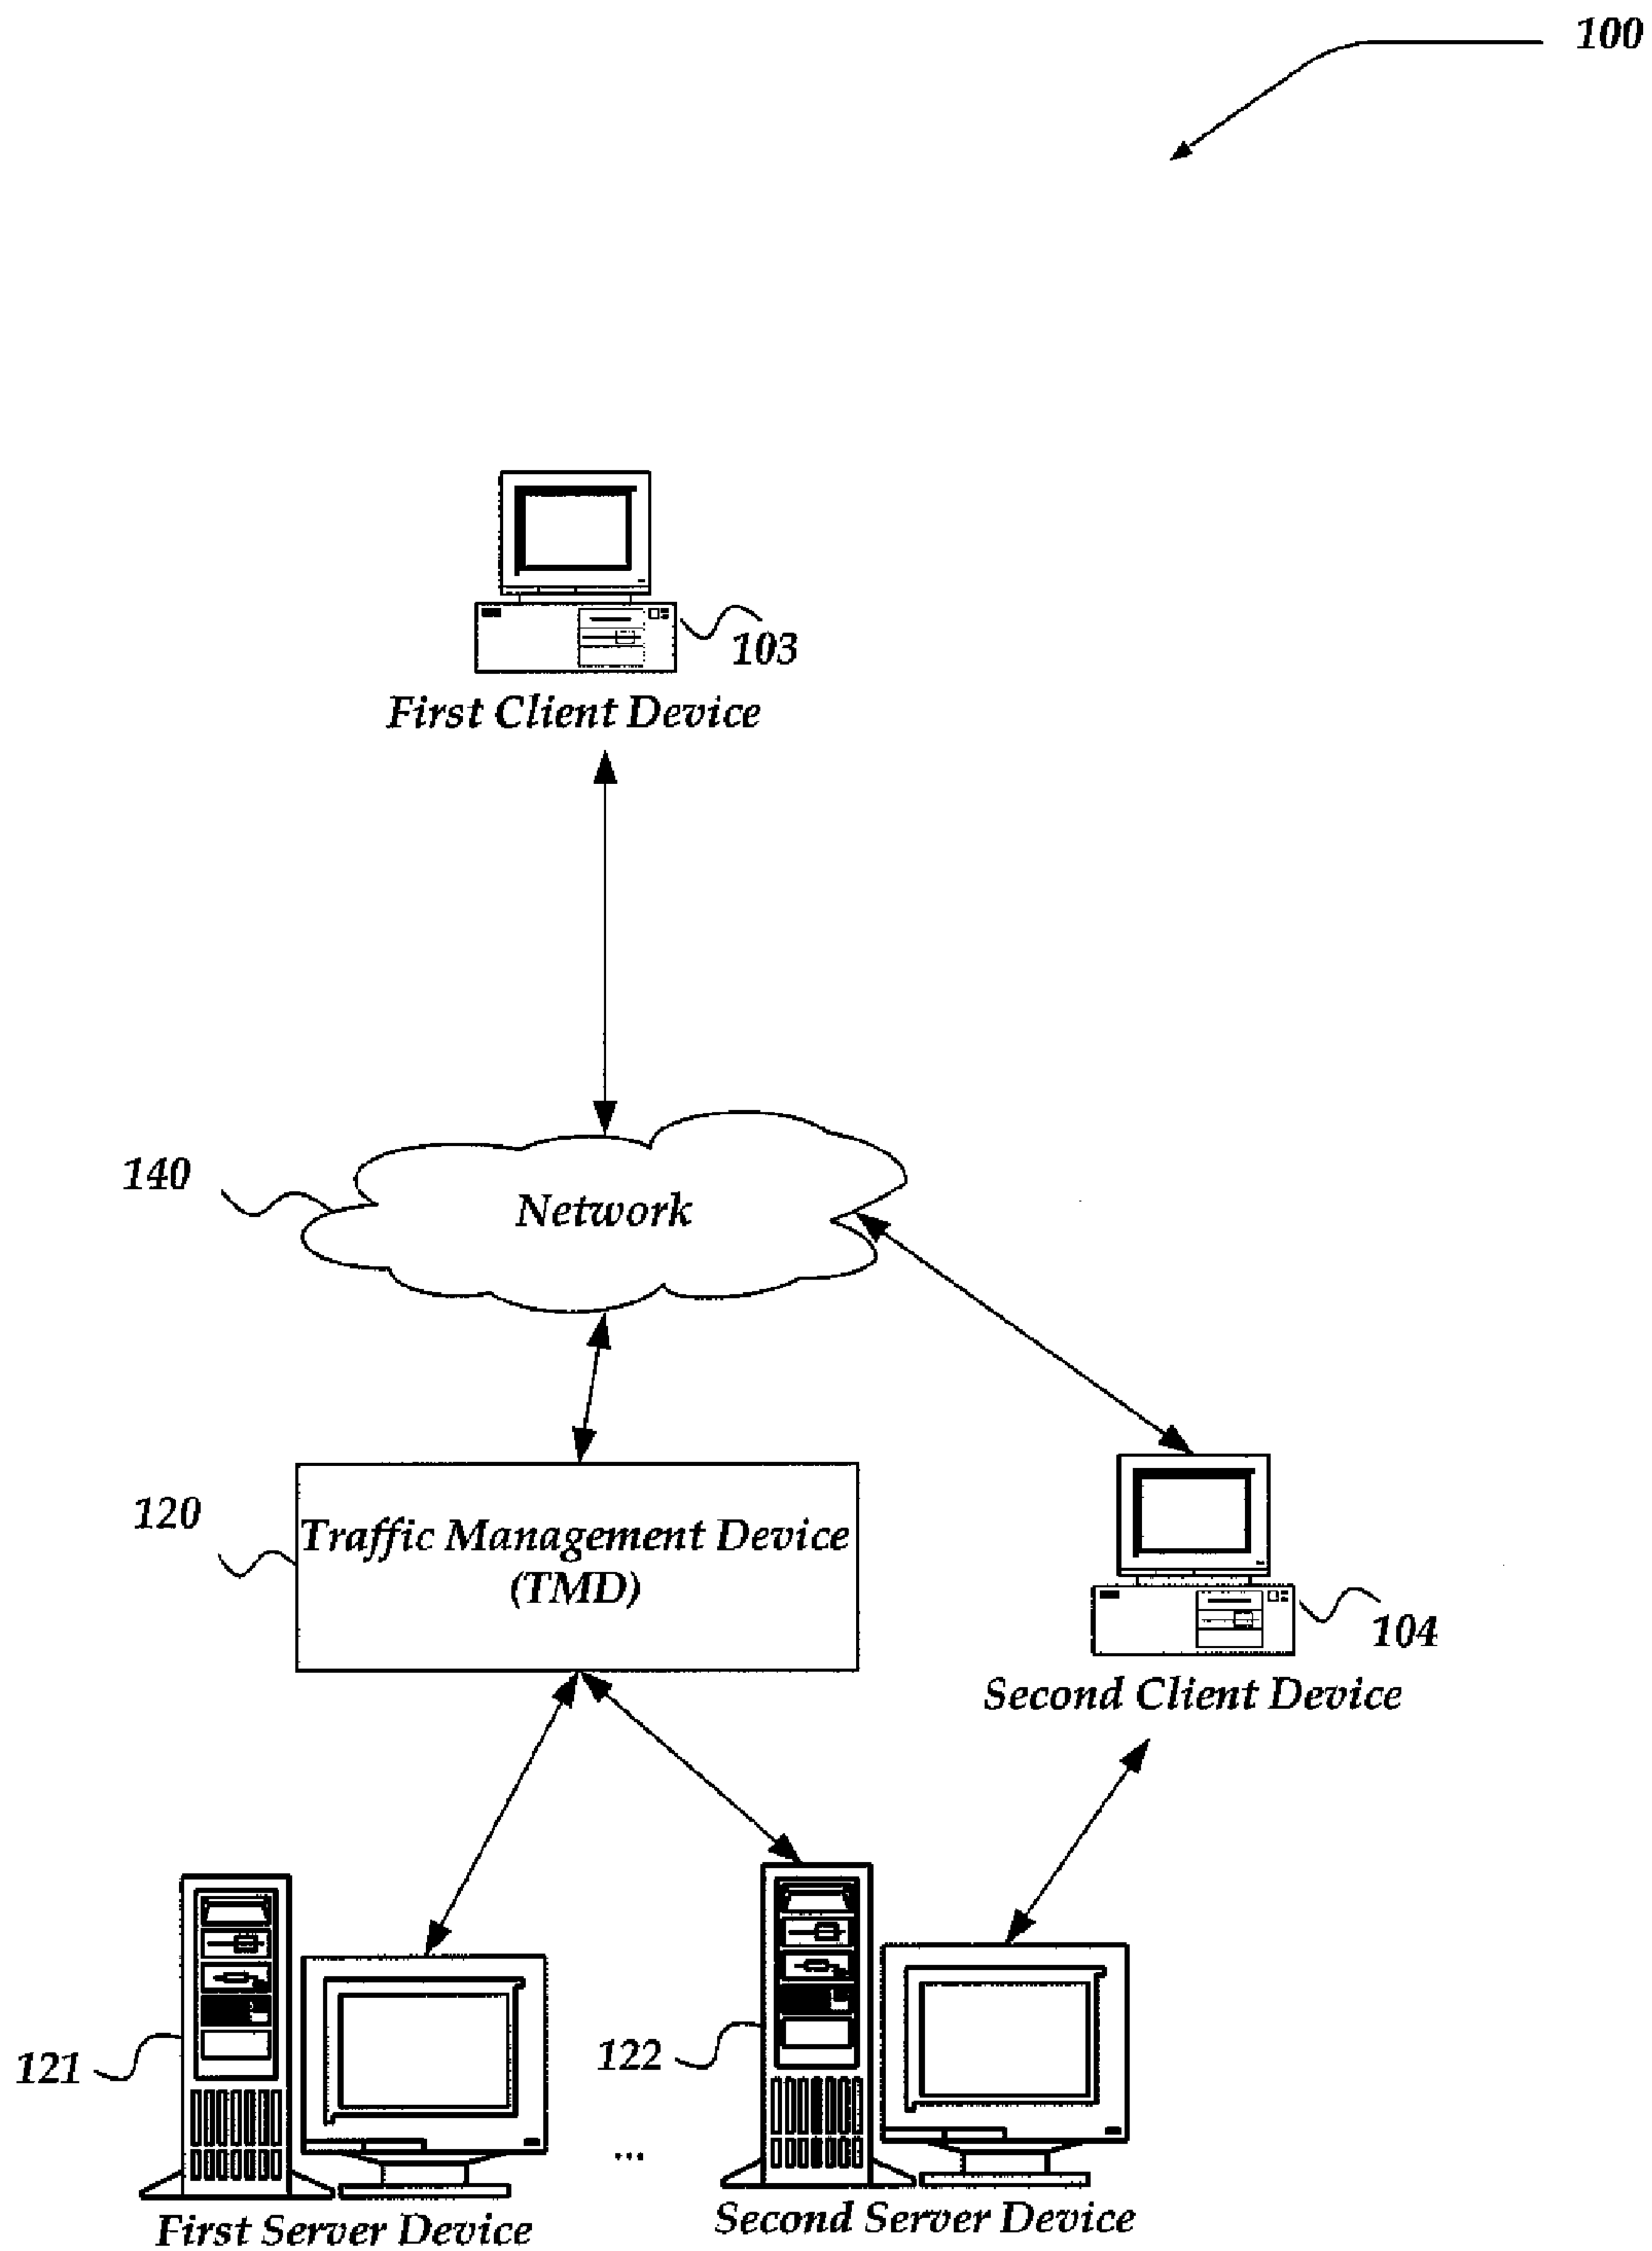 100
103
First Client Device
140
Network
120
Traffic Management Device
(TMD)
104
Second Client Device
121
122
...
First Server Device
Second Server Device